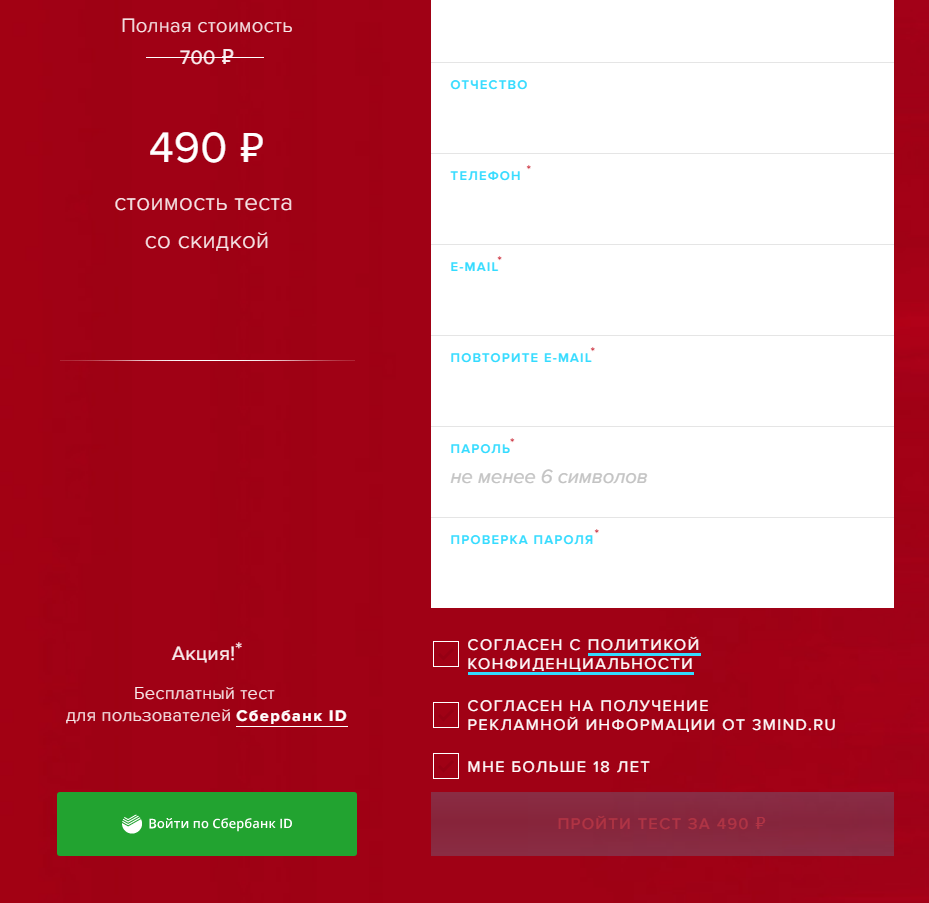 Полная стоимость
700 ₽
490 ₽
стоимость теста
со скидкой
Акция!*
Бесплатный тест
для пользователей Сбербанк ID
Войти по Сбербанк ID
ОТЧЕСТВО
ТЕЛЕФОН *
E-MAIL*
ПОВТОРИТЕ E-MAIL*
ПАРОЛЬ*
не менее 6 символов
ПРОВЕРКА ПАРОЛЯ*
СОГЛАСЕН С ПОЛИТИКОЙ
КОНФИДЕНЦИАЛЬНОСТИ
СОГЛАСЕН НА ПОЛУЧЕНИЕ
РЕКЛАМНОЙ ИНФОРМАЦИИ ОТ 3MIND.RU
МНЕ БОЛЬШЕ 18 ЛЕТ
ПРОЙТИ ТЕСТ ЗА 490 ₽